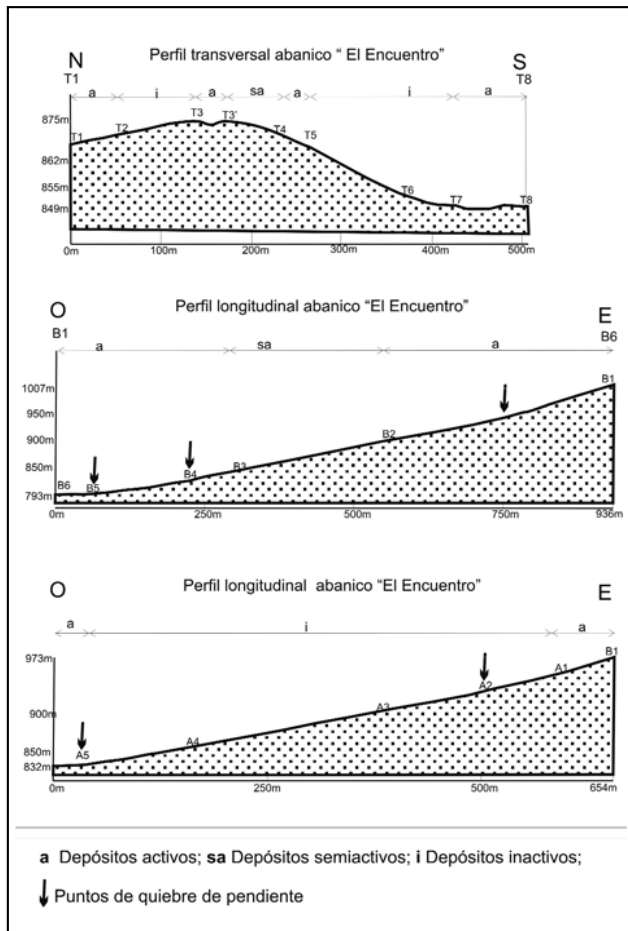 Perfil transversal abanico “ El Encuentro”
N S
T1 T8
a i a sa a i a
875m
862m
855m
849m
T1 T2 T3 T3' T4 T5 T6 T7 T8
0m 100m 200m 300m 400m 500m
Perfil longitudinal abanico “El Encuentro”
O E
B1 B6
a sa a
1007m
950m
900m
850m
793m
B6 B5 B4 B3 B2 B1
0m 250m 500m 750m 936m
Perfil longitudinal abanico “El Encuentro”
O E
a i a
973m
900m
850m
832m
A5 A4 A3 A2 A1 B1
0m 250m 500m 654m
a Depósitos activos; sa Depósitos semiactivos; i Depósitos inactivos;
Puntos de quiebre de pendiente